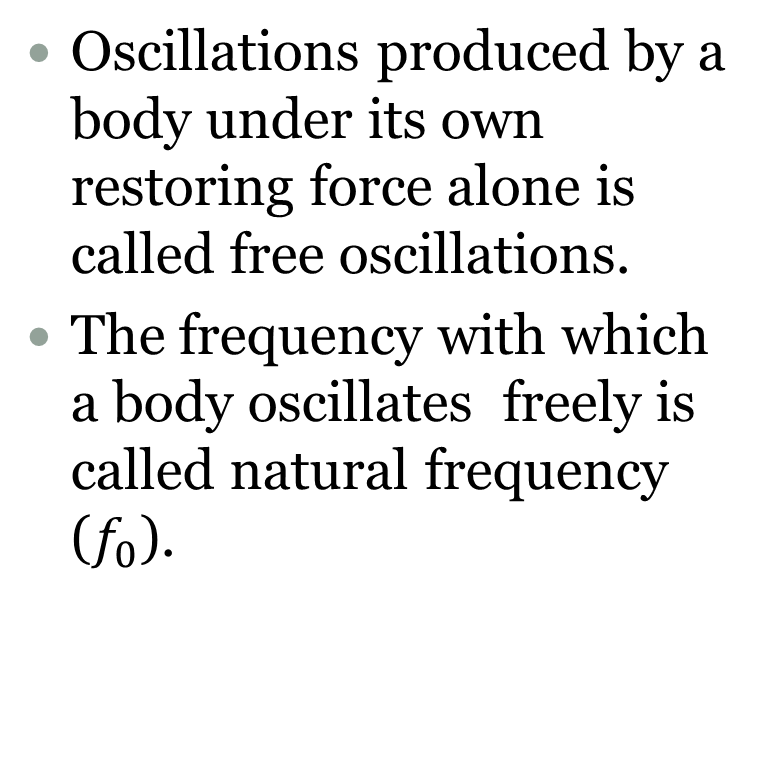 • Oscillations produced by a
body under its own
restoring force alone is
called free oscillations.
• The frequency with which
a body oscillates  freely is
called natural frequency
(𝑓₀).